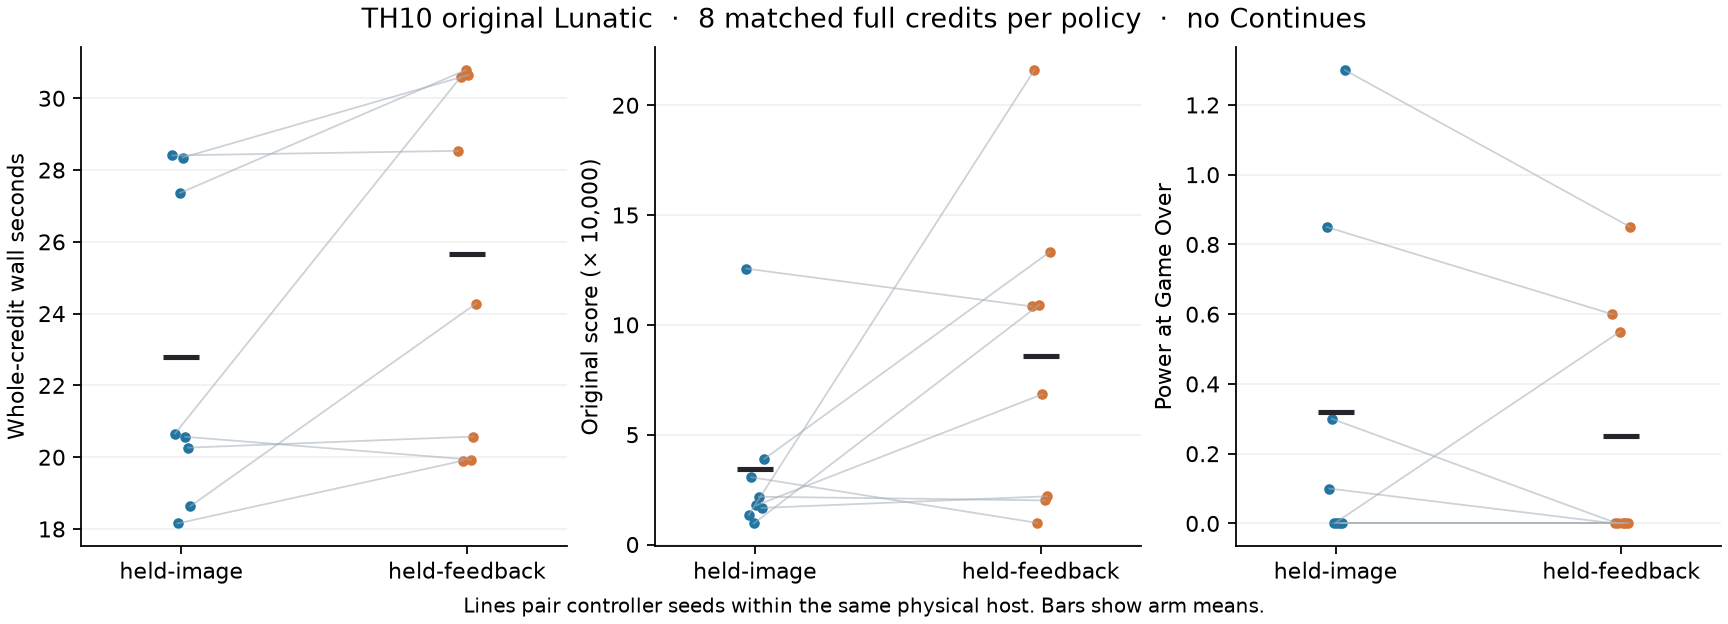 TH10 original Lunatic · 8 matched full credits per policy · no Continues
Whole-credit wall seconds
30
28
26
24
22
20
18
held-image
held-feedback
Original score (× 10,000)
20
15
10
5
0
held-image
held-feedback
Power at Game Over
1.2
1.0
0.8
0.6
0.4
0.2
0.0
held-image
held-feedback
Lines pair controller seeds within the same physical host. Bars show arm means.